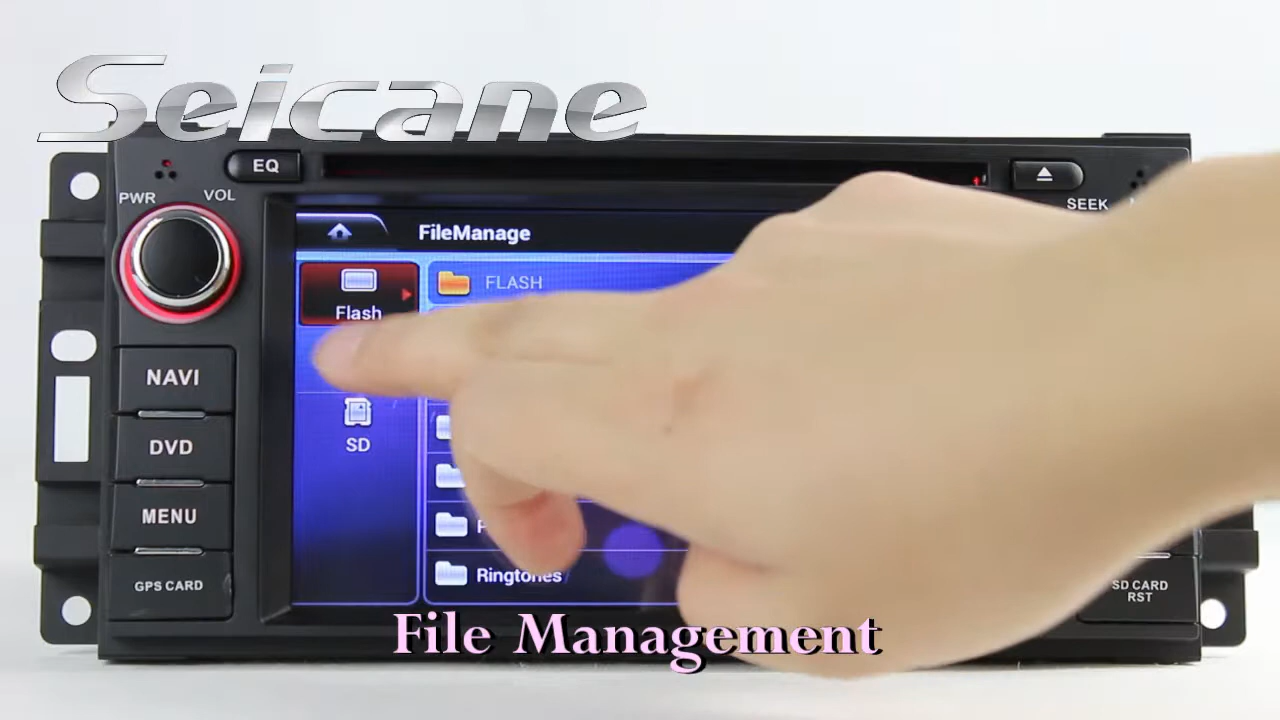 Seicane
EQ
PWR
VOL
SEEK
FileManage
FLASH
Flash
NAVI
SD
DVD
MENU
Ringtones
GPS CARD
SD CARD
RST
File Management